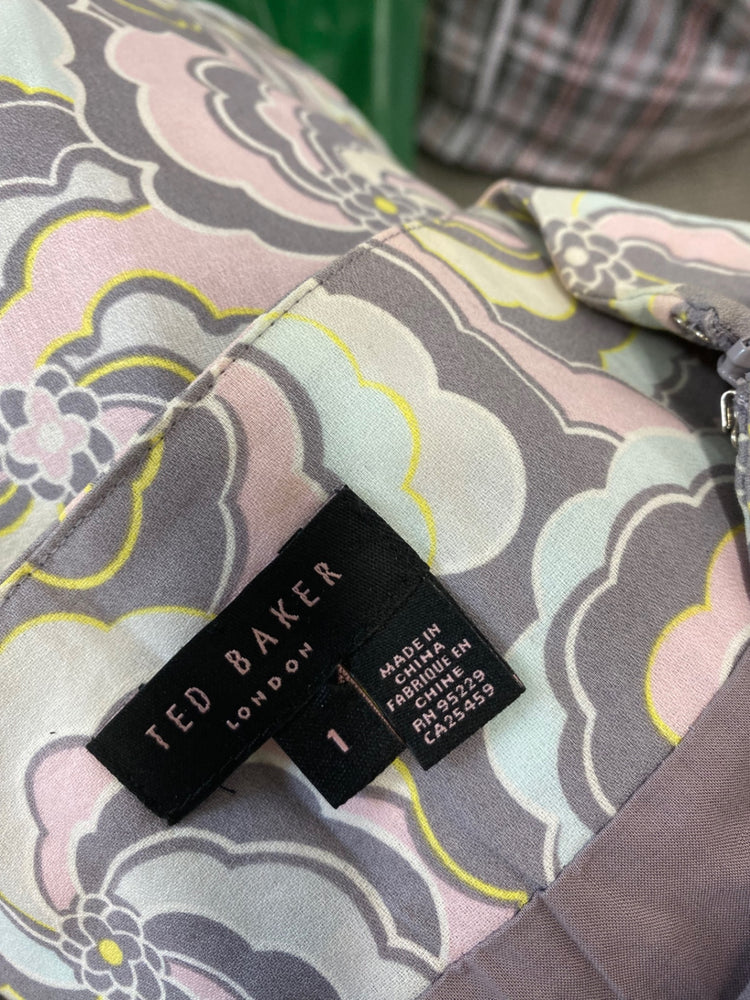 TED BAKER
LONDON
1
MADE IN
CHINA
FABRIQUE EN
CHINE
RN 95229
CA25459